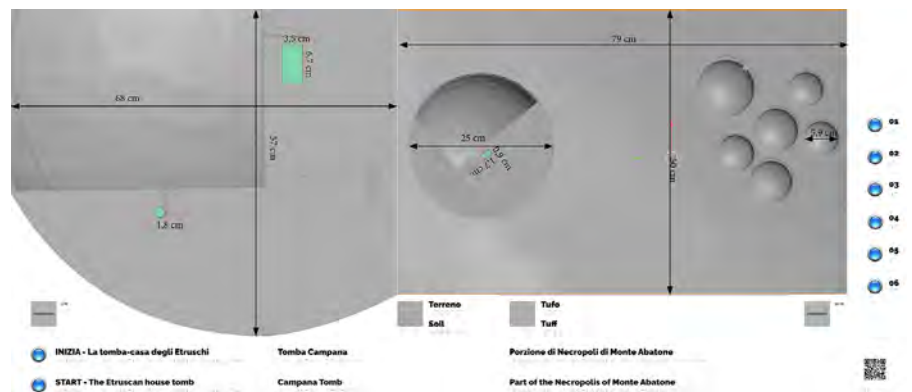 3,5 cm
6,7 cm
68 cm
57 cm
1,8 cm
79 cm
25 cm
0,9 cm
1,7 cm
5,9 cm
01
02
03
04
05
06
Terreno
Soil
Tufo
Tuff
INIZIA - La tomba-casa degli Etruschi
START - The Etruscan house tomb
Tomba Campana
Campana Tomb
Porzione di Necropoli di Monte Abatone
Part of the Necropolis of Monte Abatone